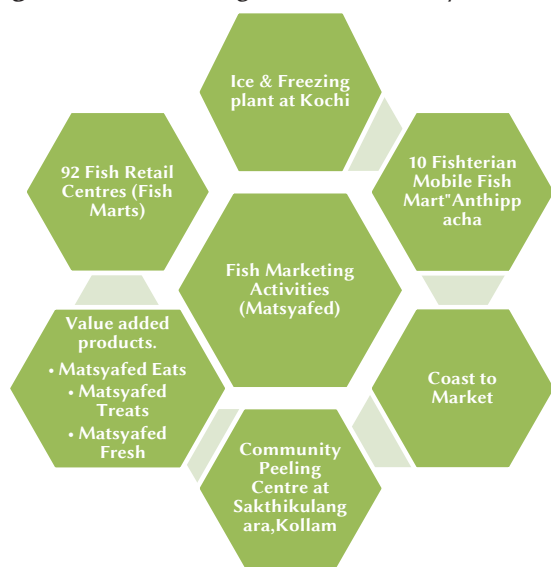 Ice & Freezing
plant at Kochi
10 Fishterian
Mobile Fish
Mart"Anthipp
acha
92 Fish Retail
Centres (Fish
Marts)
Fish Marketing
Activities
(Matsyafed)
Value added
products.
• Matsyafed Eats
• Matsyafed
Treats
• Matsyafed
Fresh
Coast to
Market
Community
Peeling
Centre at
Sakthikulang
ara,Kollam